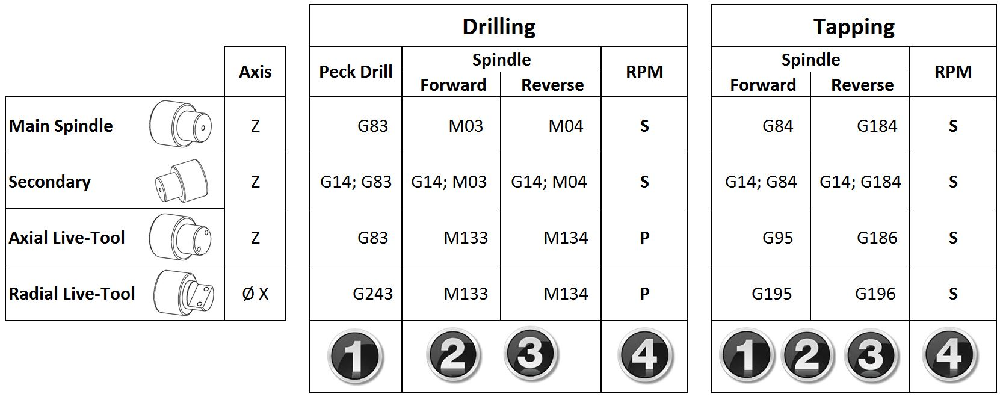 Drilling Tapping
Axis Peck Drill Spindle RPM Spindle RPM
Forward Reverse Forward Reverse
Main Spindle Z G83 M03 M04 S G84 G184 S
Secondary Z G14; G83 G14; M03 G14; M04 S G14; G84 G14; G184 S
Axial Live-Tool Z G83 M133 M134 P G95 G186 S
Radial Live-Tool Ø X G243 M133 M134 P G195 G196 S
1 2 3 4 1 2 3 4